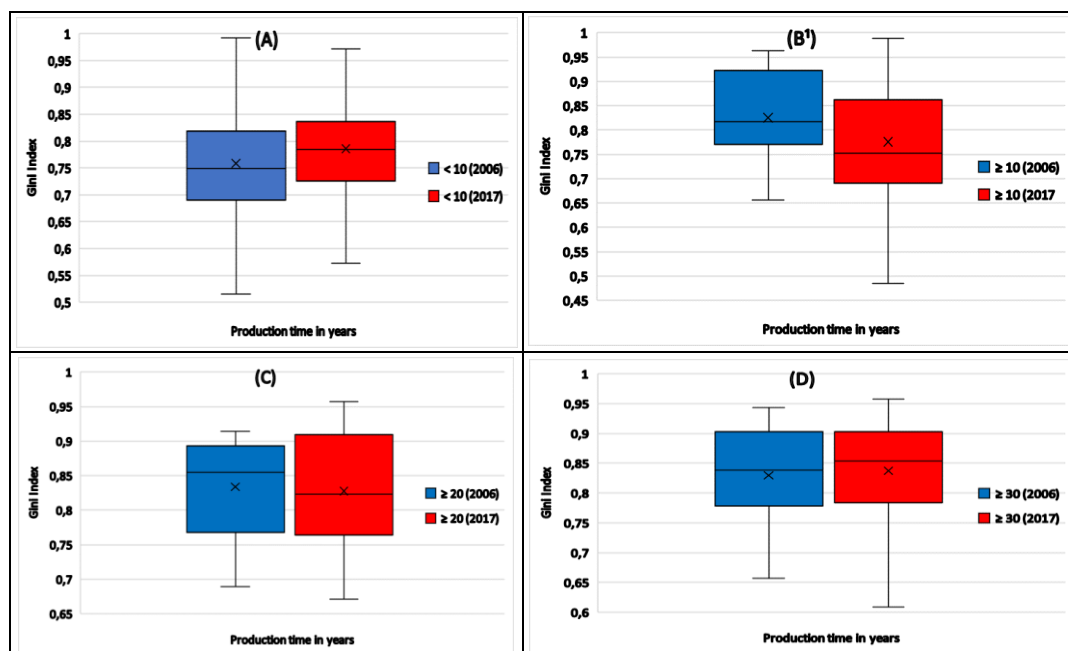 (A)
1
0,95
0,9
0,85
0,8
0,75
0,7
0,65
0,6
0,55
0,5
Gini Index
< 10 (2006)
< 10 (2017)
Production time in years
(B¹)
1
0,95
0,9
0,85
0,8
0,75
0,7
0,65
0,6
0,55
0,5
0,45
Gini Index
≥ 10 (2006)
≥ 10 (2017
Production time in years
(C)
1
0,95
0,9
0,85
0,8
0,75
0,7
0,65
Gini Index
≥ 20 (2006)
≥ 20 (2017)
Production time in years
(D)
1
0,95
0,9
0,85
0,8
0,75
0,7
0,65
0,6
Gini Index
≥ 30 (2006)
≥ 30 (2017)
Production time in years